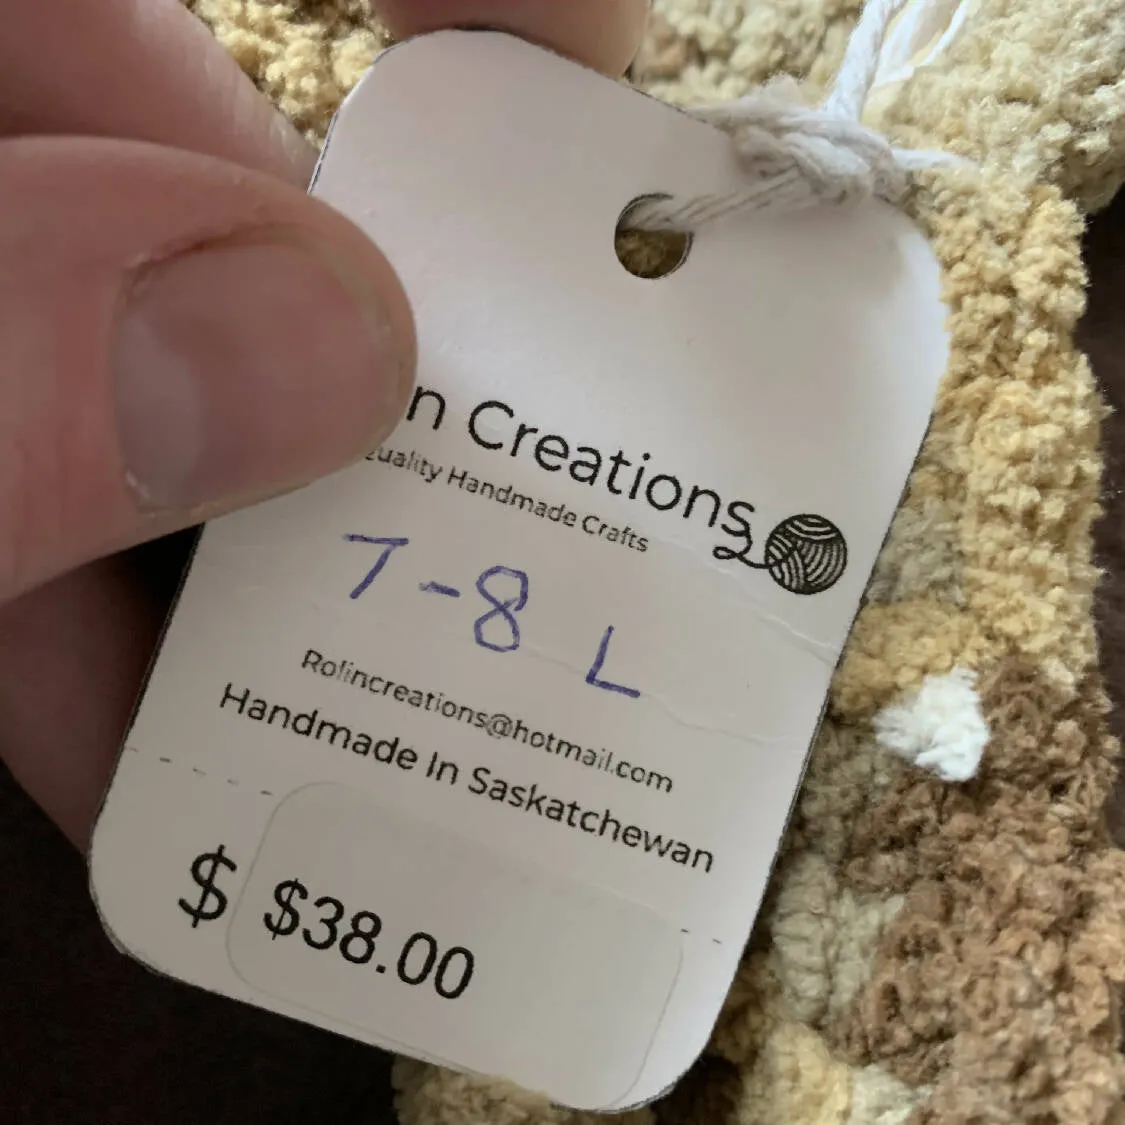 n Creations
uality Handmade Crafts
7-8 L
Rolincreations@hotmail.com
Handmade In Saskatchewan
$ $38.00